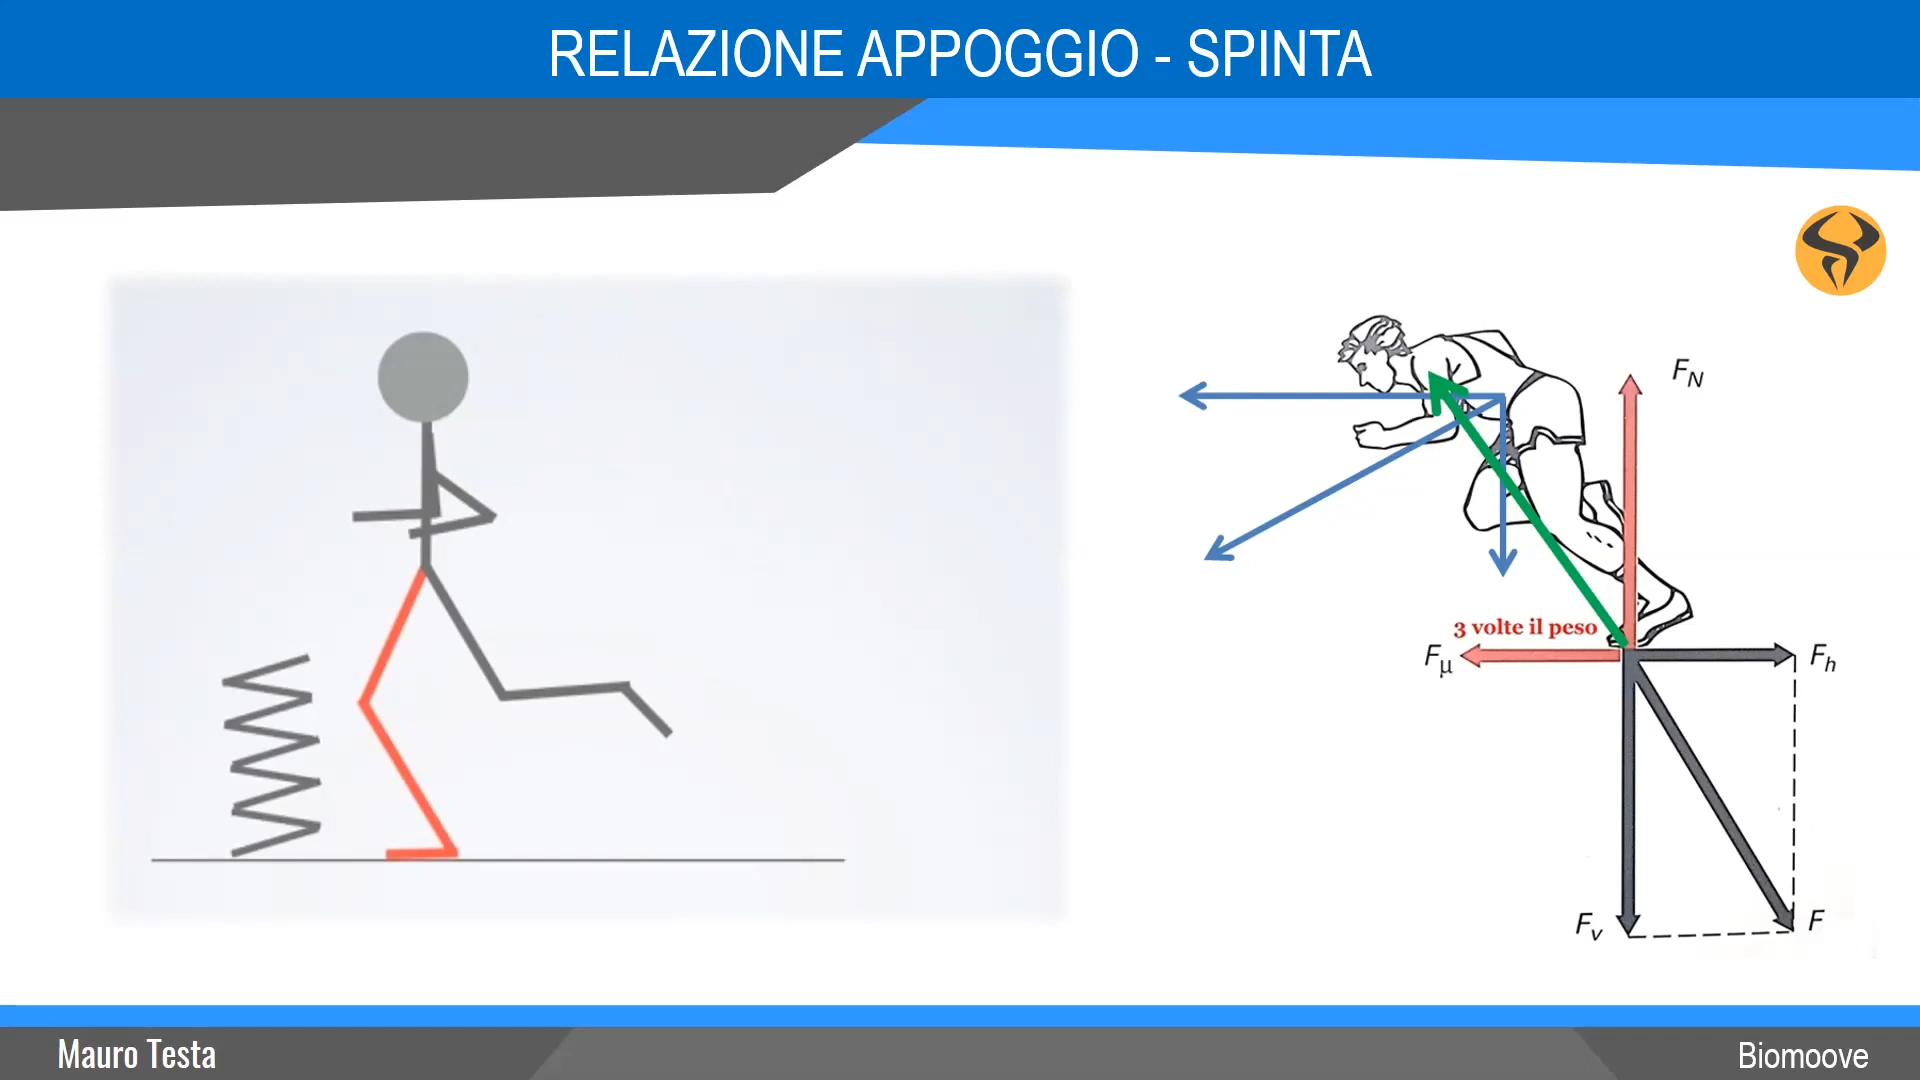 RELAZIONE APPOGGIO - SPINTA
F_N
3 volte il peso
F_μ
F_h
F_v
F
Mauro Testa
Biomoove